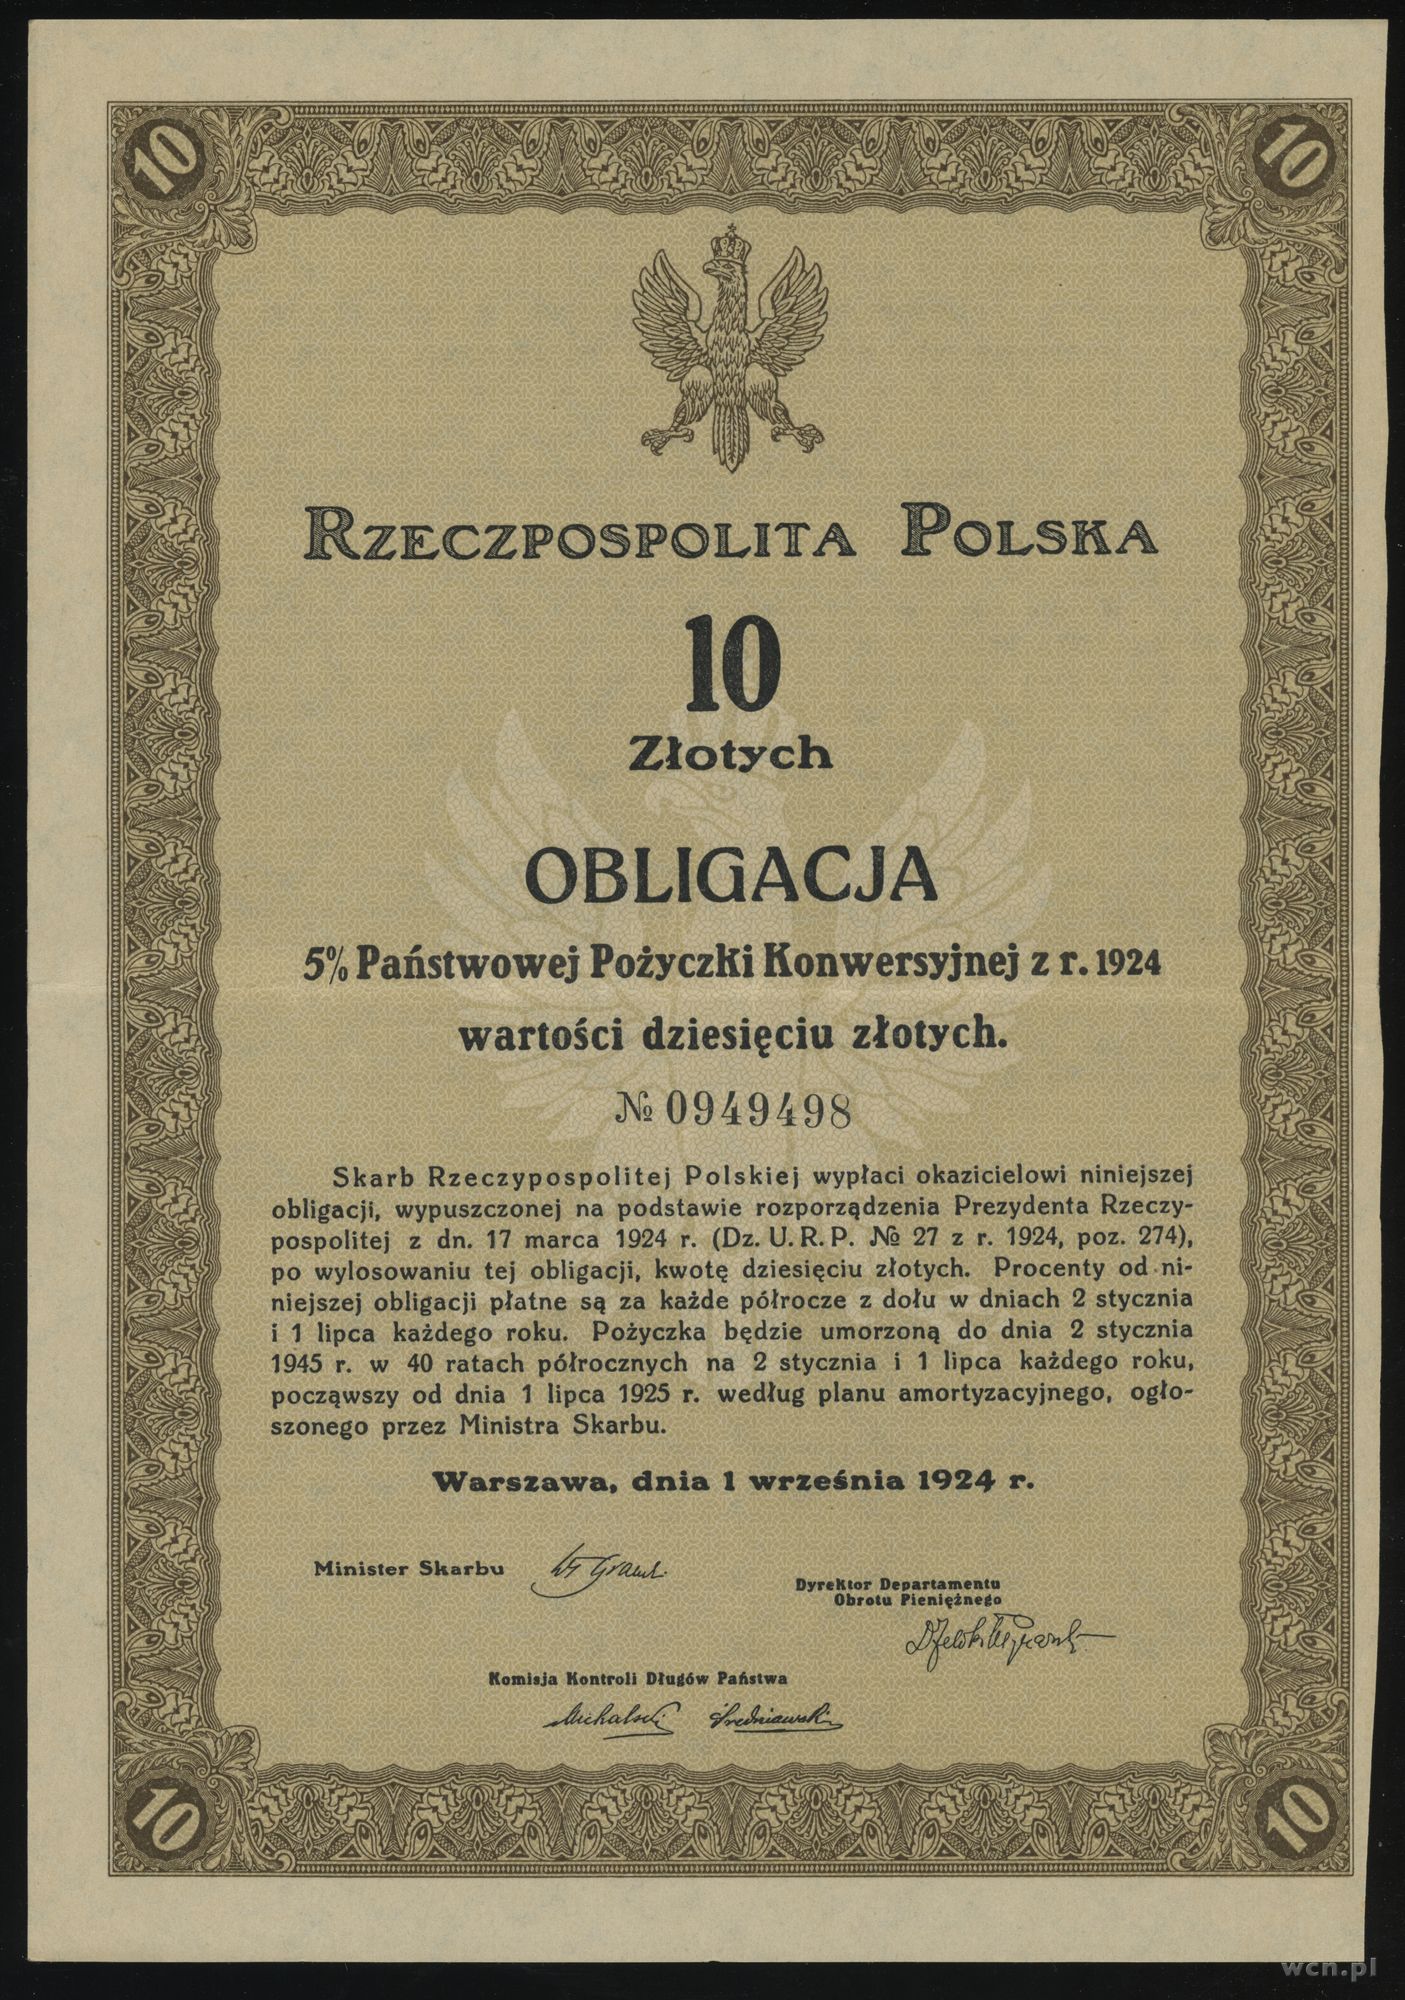 10 10
RZECZPOSPOLITA POLSKA
10
Złotych
OBLIGACJA
5% Państwowej Pożyczki Konwersyjnej z r. 1924
wartości dziesięciu złotych.
№ 0949498
Skarb Rzeczypospolitej Polskiej wypłaci okazicielowi niniejszej
obligacji, wypuszczonej na podstawie rozporządzenia Prezydenta Rzeczy-
pospolitej z dn. 17 marca 1924 r. (Dz. U. R. P. № 27 z r. 1924, poz. 274),
po wylosowaniu tej obligacji, kwotę dziesięciu złotych. Procenty od ni-
niejszej obligacji płatne są za każde półrocze z dołu w dniach 2 stycznia
i 1 lipca każdego roku. Pożyczka będzie umorzoną do dnia 2 stycznia
1945 r. w 40 ratach półrocznych na 2 stycznia i 1 lipca każdego roku,
począwszy od dnia 1 lipca 1925 r. według planu amortyzacyjnego, ogło-
szonego przez Ministra Skarbu.
Warszawa, dnia 1 września 1924 r.
Minister Skarbu
Dyrektor Departamentu
Obrotu Pieniężnego
Komisja Kontroli Długów Państwa
Michalski Średniawski
10 10
wcn.pl